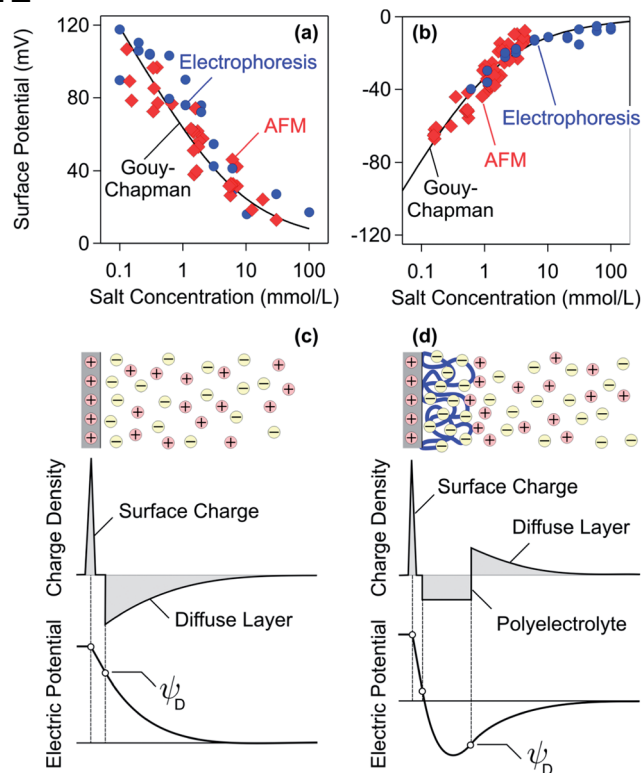 (a)
(b)
Surface Potential (mV)
120
80
40
0
0
-40
-80
-120
Electrophoresis
AFM
Gouy-
Chapman
Electrophoresis
AFM
Gouy-
Chapman
0.1 1 10 100
0.1 1 10 100
Salt Concentration (mmol/L)
Salt Concentration (mmol/L)
(c)
(d)
Charge Density
Surface Charge
Diffuse Layer
Charge Density
Surface Charge
Diffuse Layer
Polyelectrolyte
Electric Potential
ψD
Electric Potential
ψD